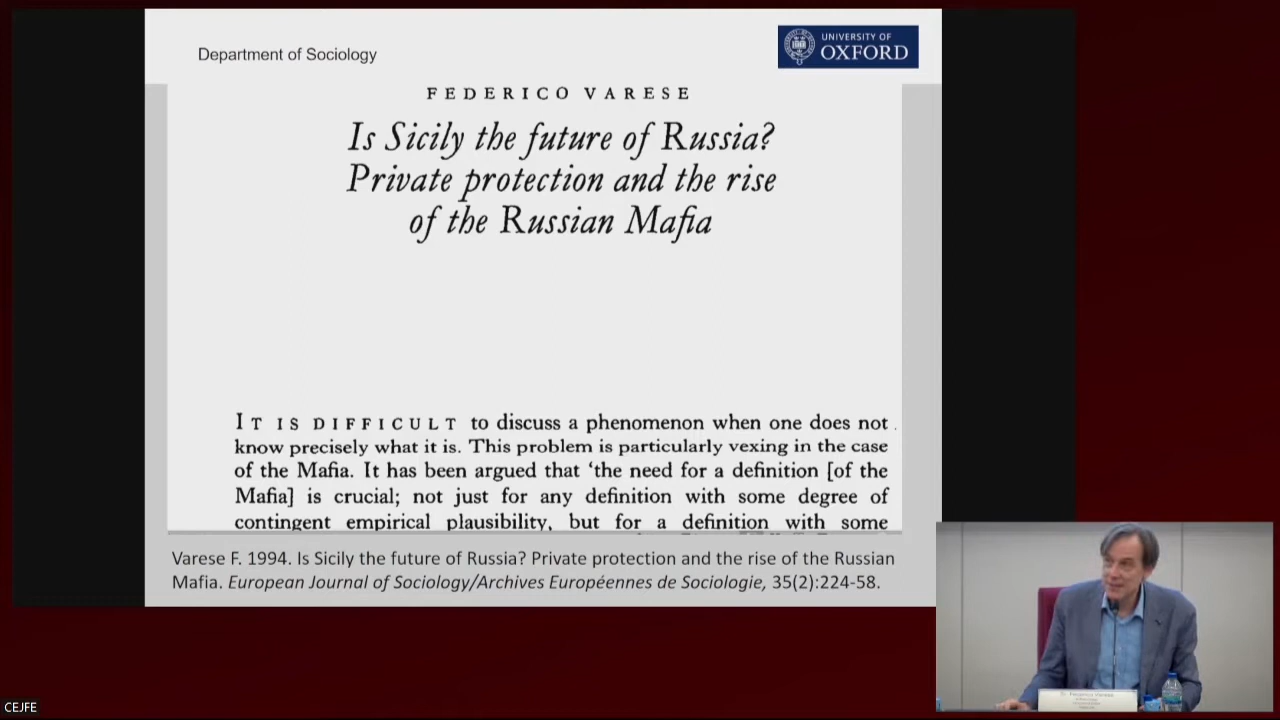 Department of Sociology
UNIVERSITY OF
OXFORD
FEDERICO VARESE
Is Sicily the future of Russia?
Private protection and the rise
of the Russian Mafia
IT IS DIFFICULT to discuss a phenomenon when one does not
know precisely what it is. This problem is particularly vexing in the case
of the Mafia. It has been argued that ‘the need for a definition [of the
Mafia] is crucial; not just for any definition with some degree of
contingent empirical plausibility, but for a definition with some
Varese F. 1994. Is Sicily the future of Russia? Private protection and the rise of the Russian
Mafia. European Journal of Sociology/Archives Européennes de Sociologie, 35(2):224-58.
CEJFE